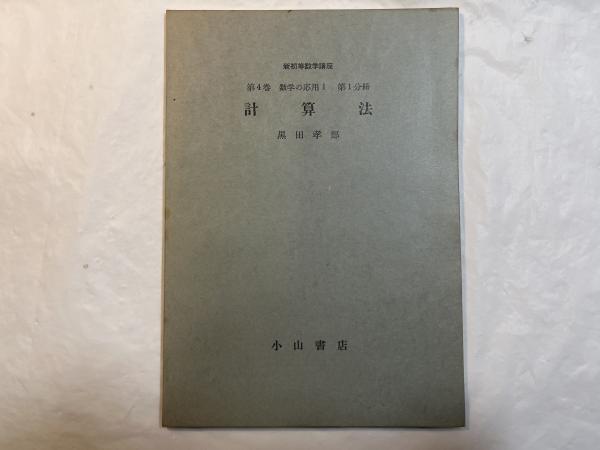 新初等数学講座
第4巻 数学の応用Ⅰ 第1分冊
計算法
黒田孝郎
小山書店